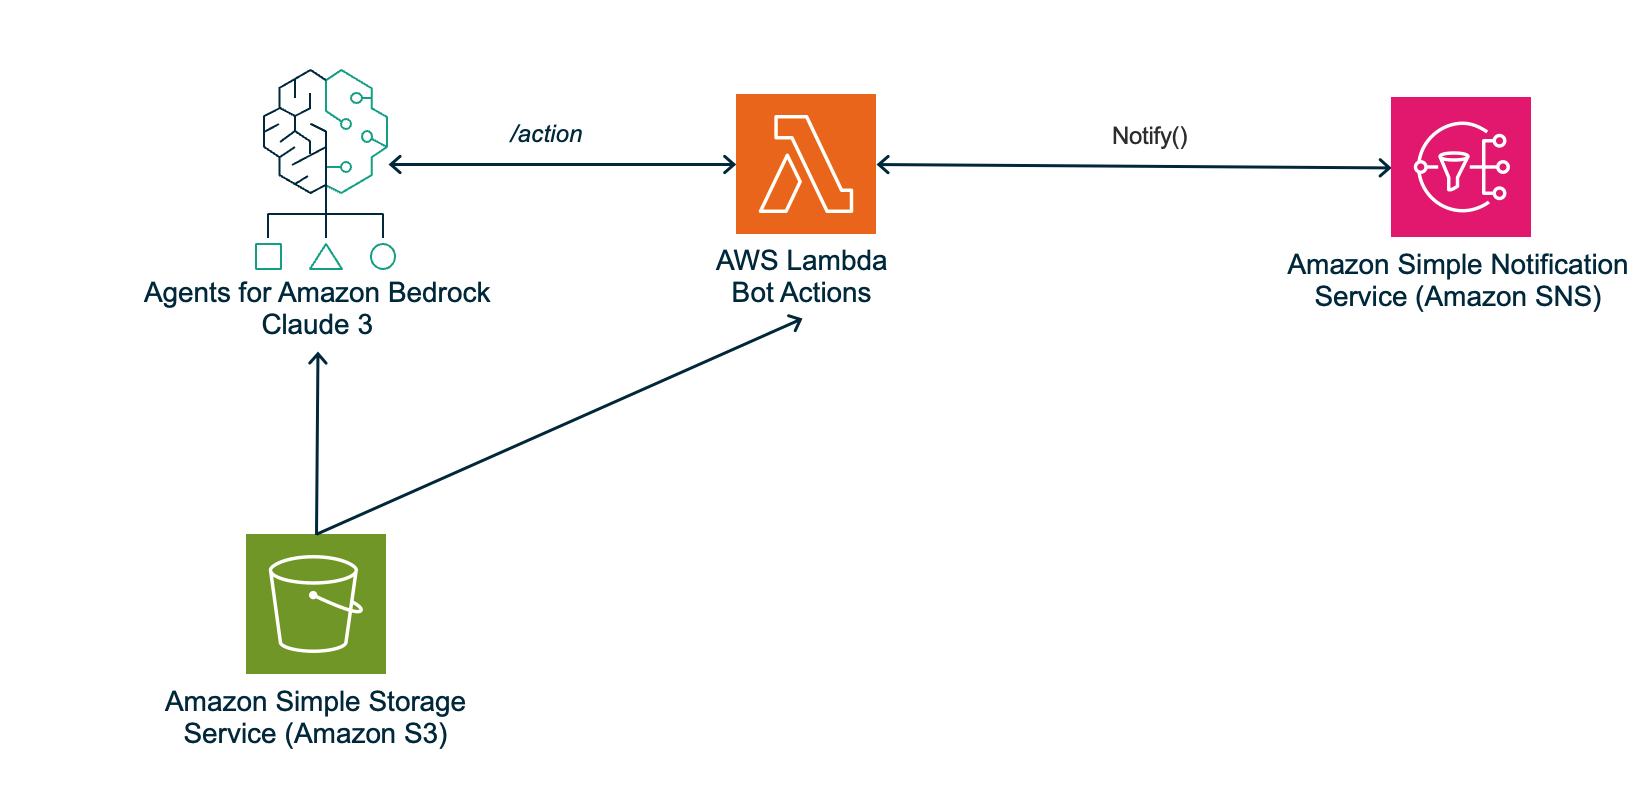 /action
Notify()
Agents for Amazon Bedrock
Claude 3
AWS Lambda
Bot Actions
Amazon Simple Notification
Service (Amazon SNS)
Amazon Simple Storage
Service (Amazon S3)